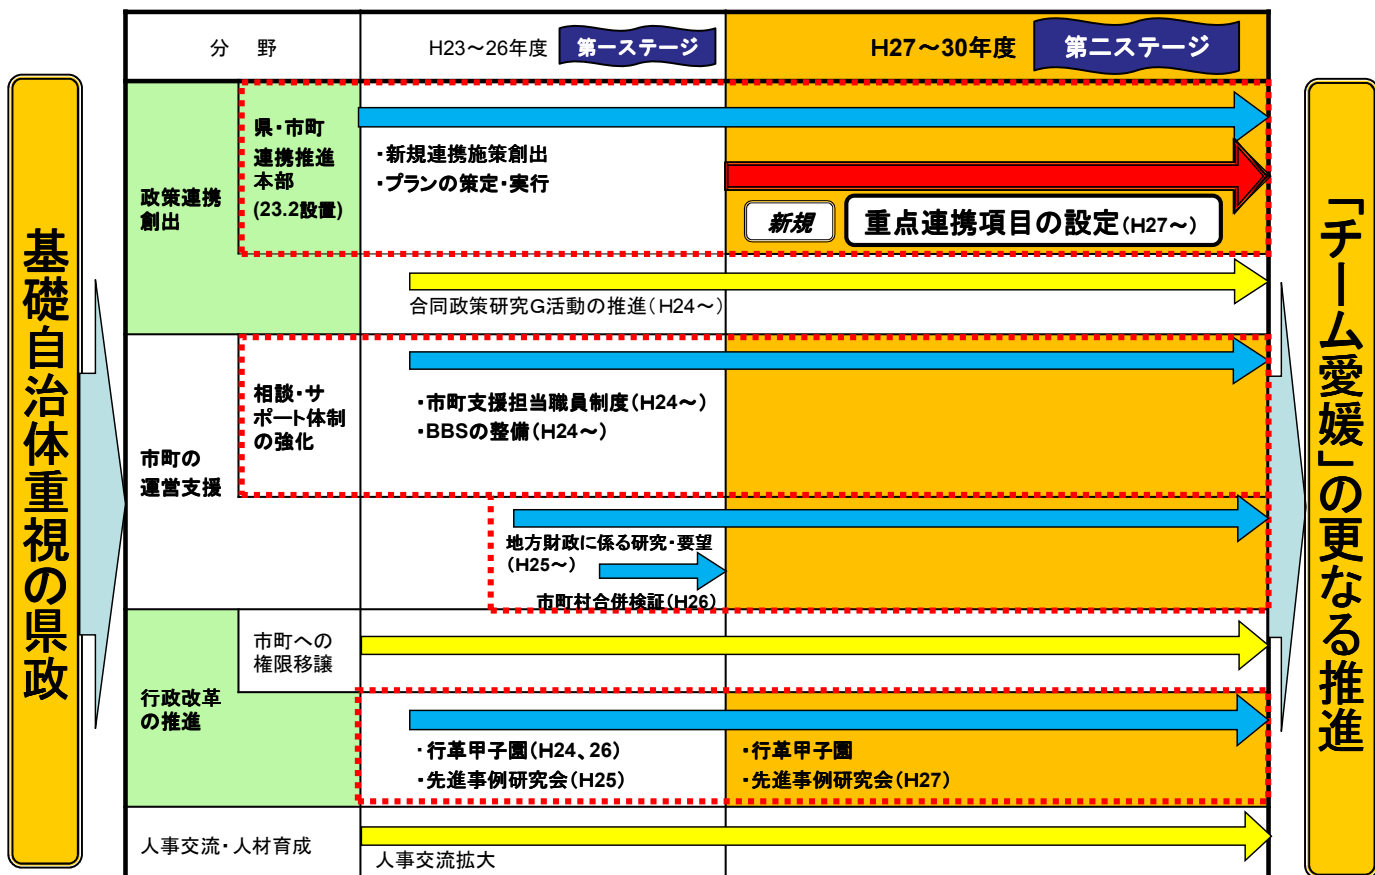 基礎自治体重視の県政
分　野
H23～26年度
第一ステージ
H27～30年度
第二ステージ
政策連携
創出
県・市町
連携推進
本部
(23.2設置)
・新規連携施策創出
・プランの策定・実行
新規
重点連携項目の設定(H27～)
合同政策研究G活動の推進(H24～)
市町の
運営支援
相談・サ
ポート体制
の強化
・市町支援担当職員制度(H24～)
・BBSの整備(H24～)
地方財政に係る研究・要望
(H25～)
市町村合併検証(H26)
行政改革
の推進
市町への
権限移譲
・行革甲子園(H24、26)
・先進事例研究会(H25)
・行革甲子園
・先進事例研究会(H27)
人事交流・人材育成
人事交流拡大
「チーム愛媛」の更なる推進